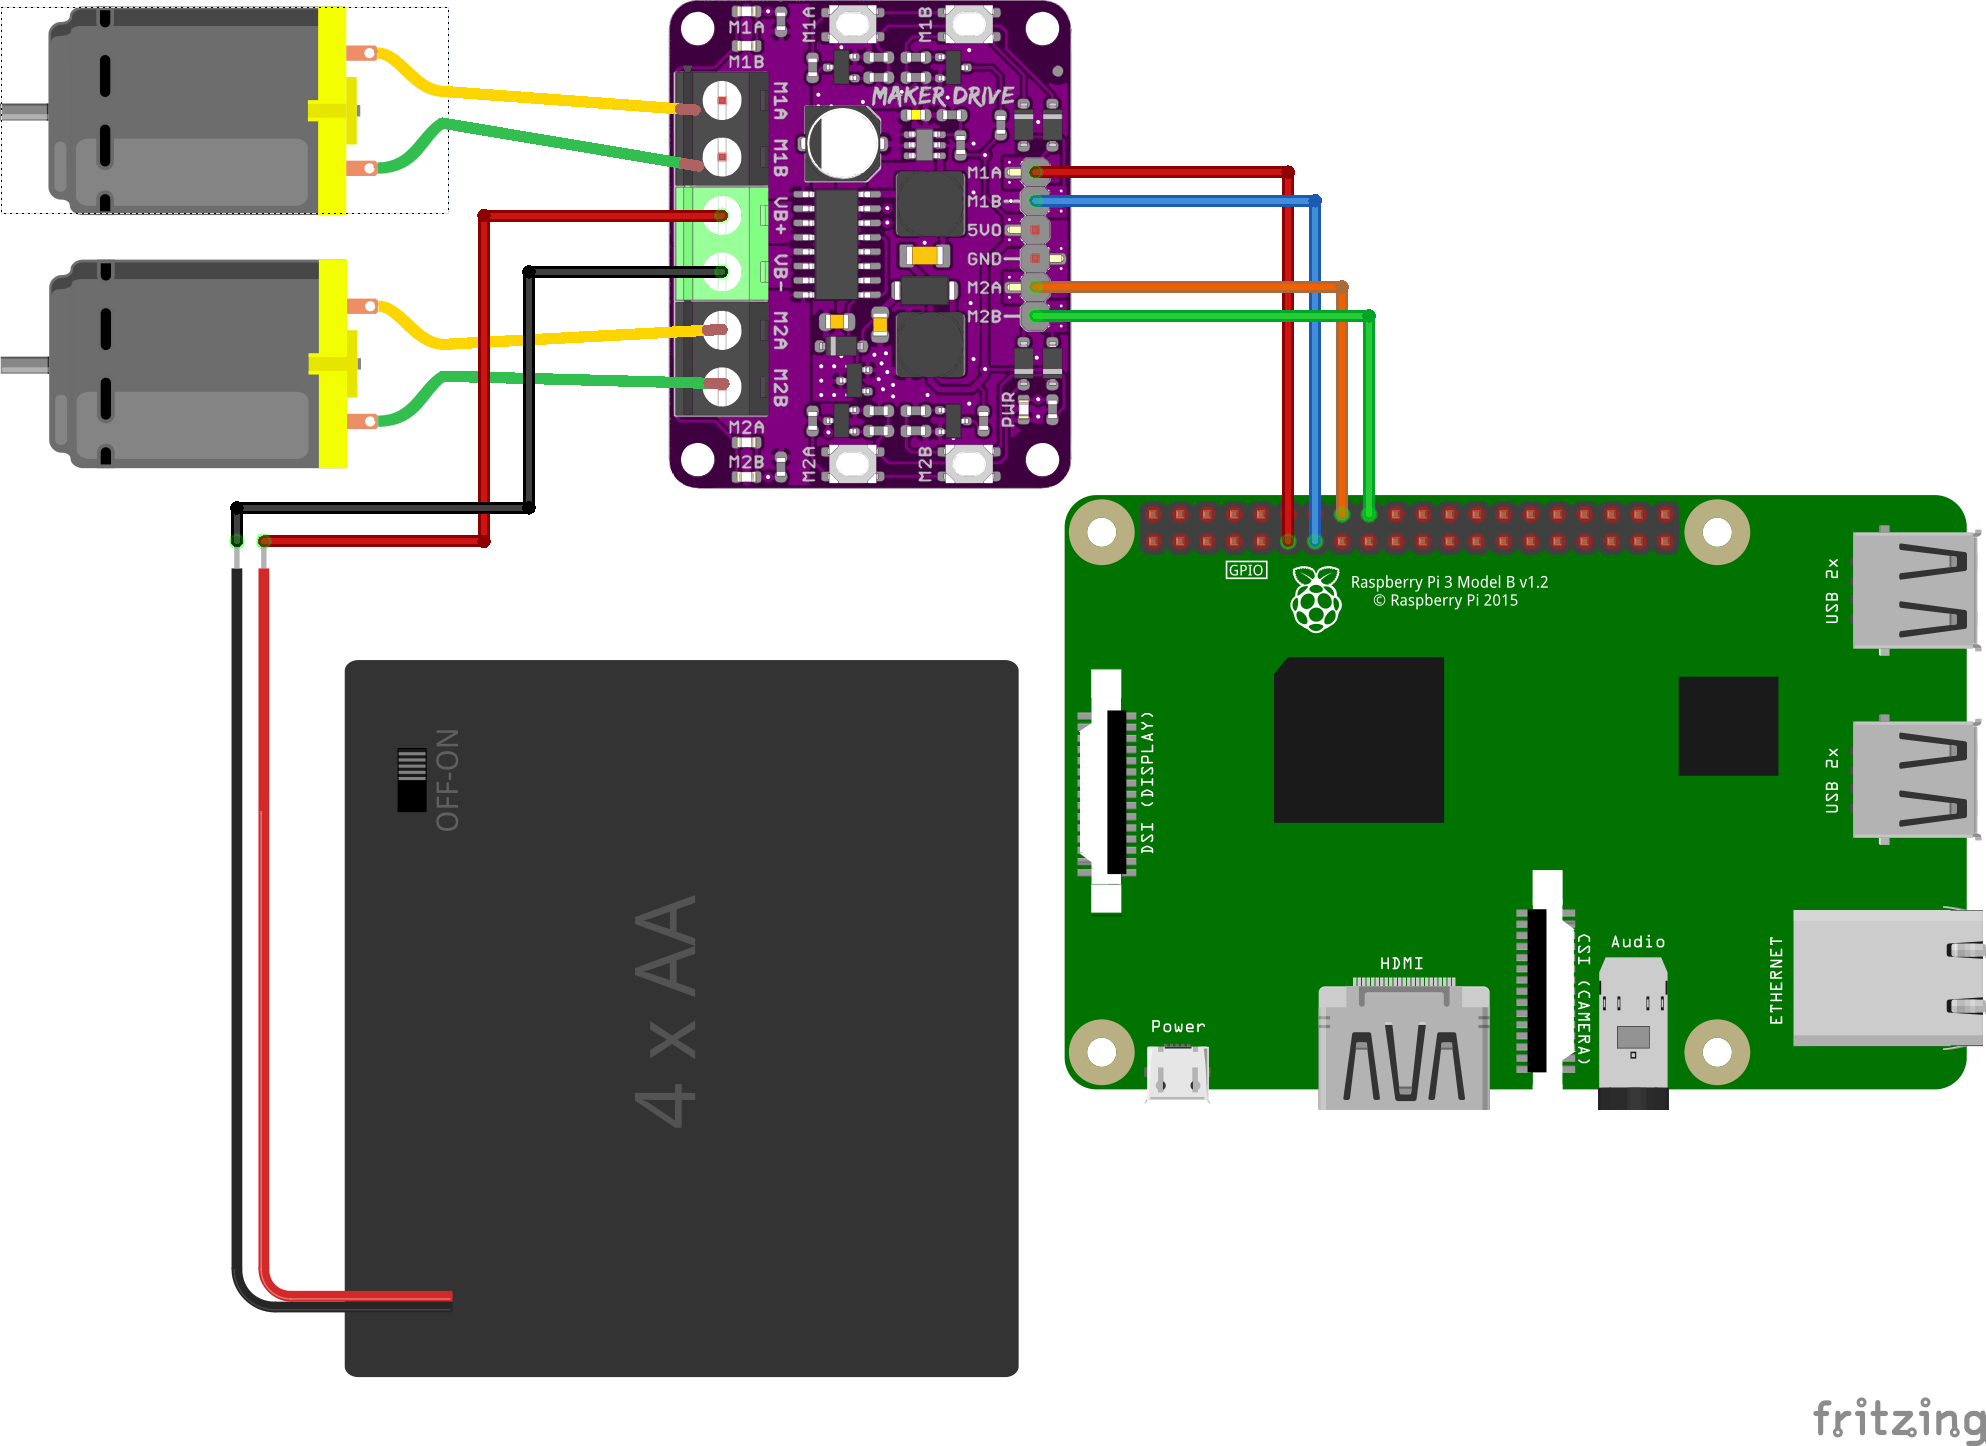 M1A
M1B
M1A
M1B
MAKER DRIVE
M1A
M1B
VB+
VB-
M2A
M2B
M1A
M1B
5VO
GND
M2A
M2B
PWR
M2A
M2B
M2A
M2B
GPIO
Raspberry Pi 3 Model B v1.2
© Raspberry Pi 2015
USB 2x
USB 2x
DSI (DISPLAY)
CSI (CAMERA)
Audio
HDMI
ETHERNET
Power
OFF-ON
4 x AA
fritzing